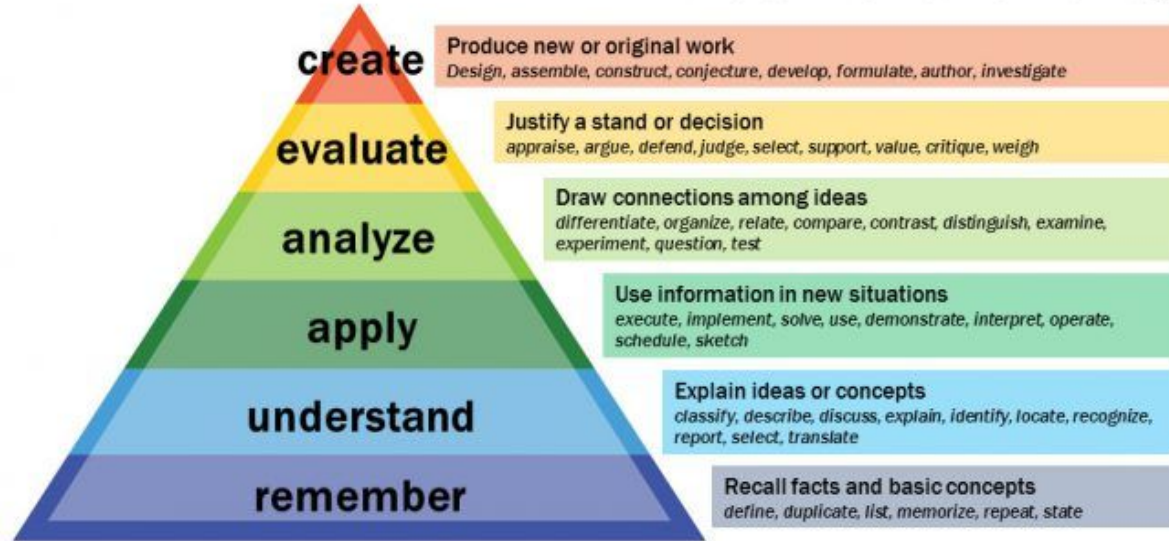 create
Produce new or original work
Design, assemble, construct, conjecture, develop, formulate, author, investigate
evaluate
Justify a stand or decision
appraise, argue, defend, judge, select, support, value, critique, weigh
analyze
Draw connections among ideas
differentiate, organize, relate, compare, contrast, distinguish, examine,
experiment, question, test
apply
Use information in new situations
execute, implement, solve, use, demonstrate, interpret, operate,
schedule, sketch
understand
Explain ideas or concepts
classify, describe, discuss, explain, identify, locate, recognize,
report, select, translate
remember
Recall facts and basic concepts
define, duplicate, list, memorize, repeat, state